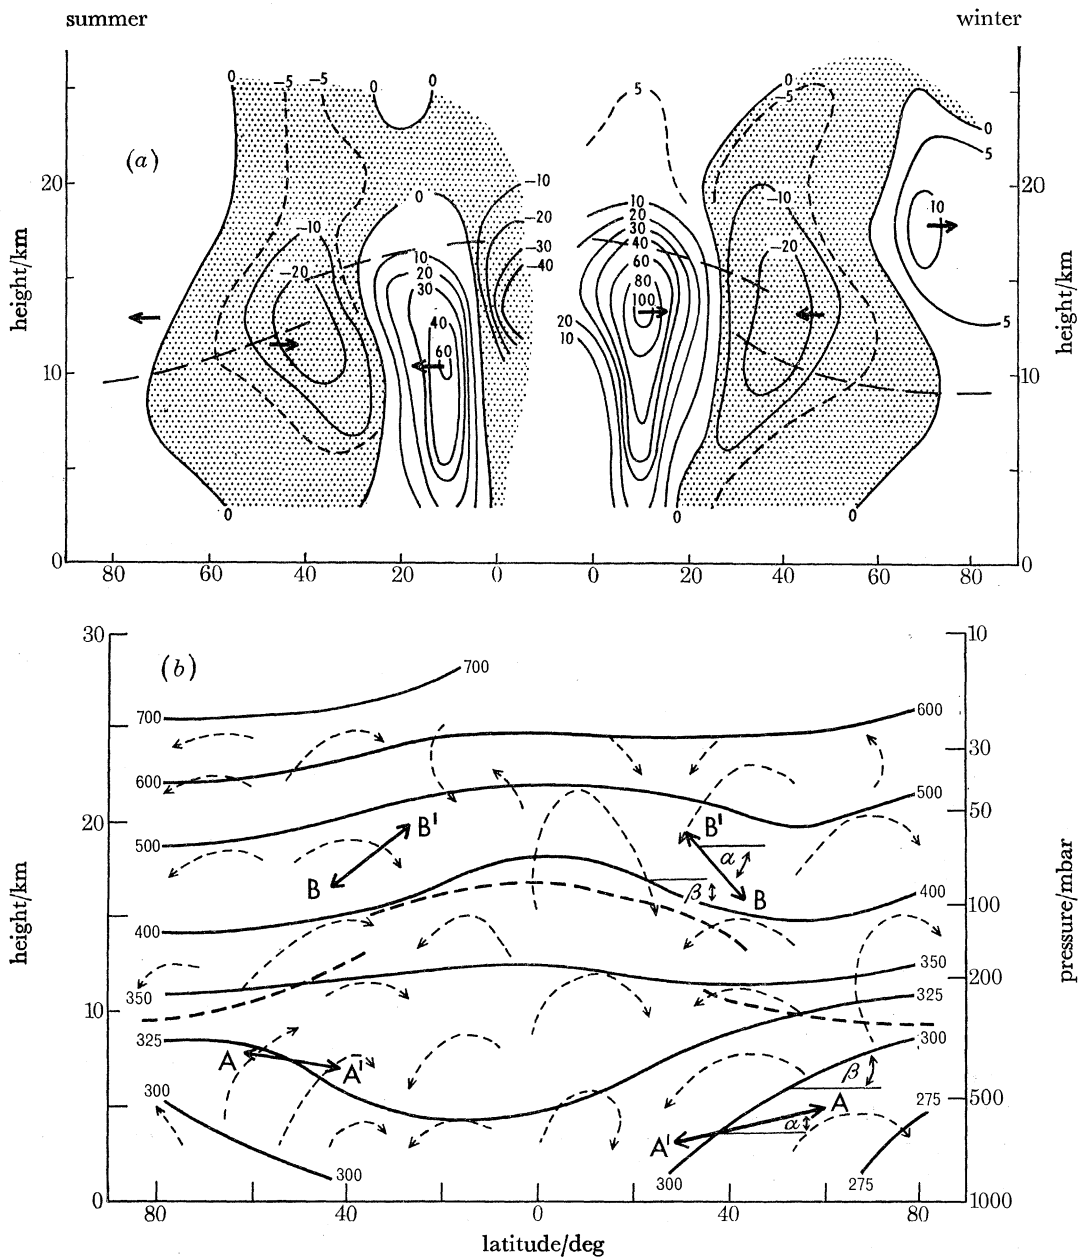 summer winter
0 -5 -5 0 0 5 0 -5 0
(a) 5
20 -10 20
0 10 -10 10
-20 20
-10 30
-30 40 -20
10 60
-20 20 -40 80
30 100
40 20 5
60 10
10 10
0 0 0
0 0
80 60 40 20 0 0 20 40 60 80
height/km height/km
30 10
(b)
700
700
600
30
600
500
50
20
B' B'
500 α
B β B
400
100
400
350
200
350
325
10
325
300
A A' β
300
A 500
275
α
A'
300
300 275
0 1000
80 40 0 40 80
height/km pressure/mbar
latitude/deg